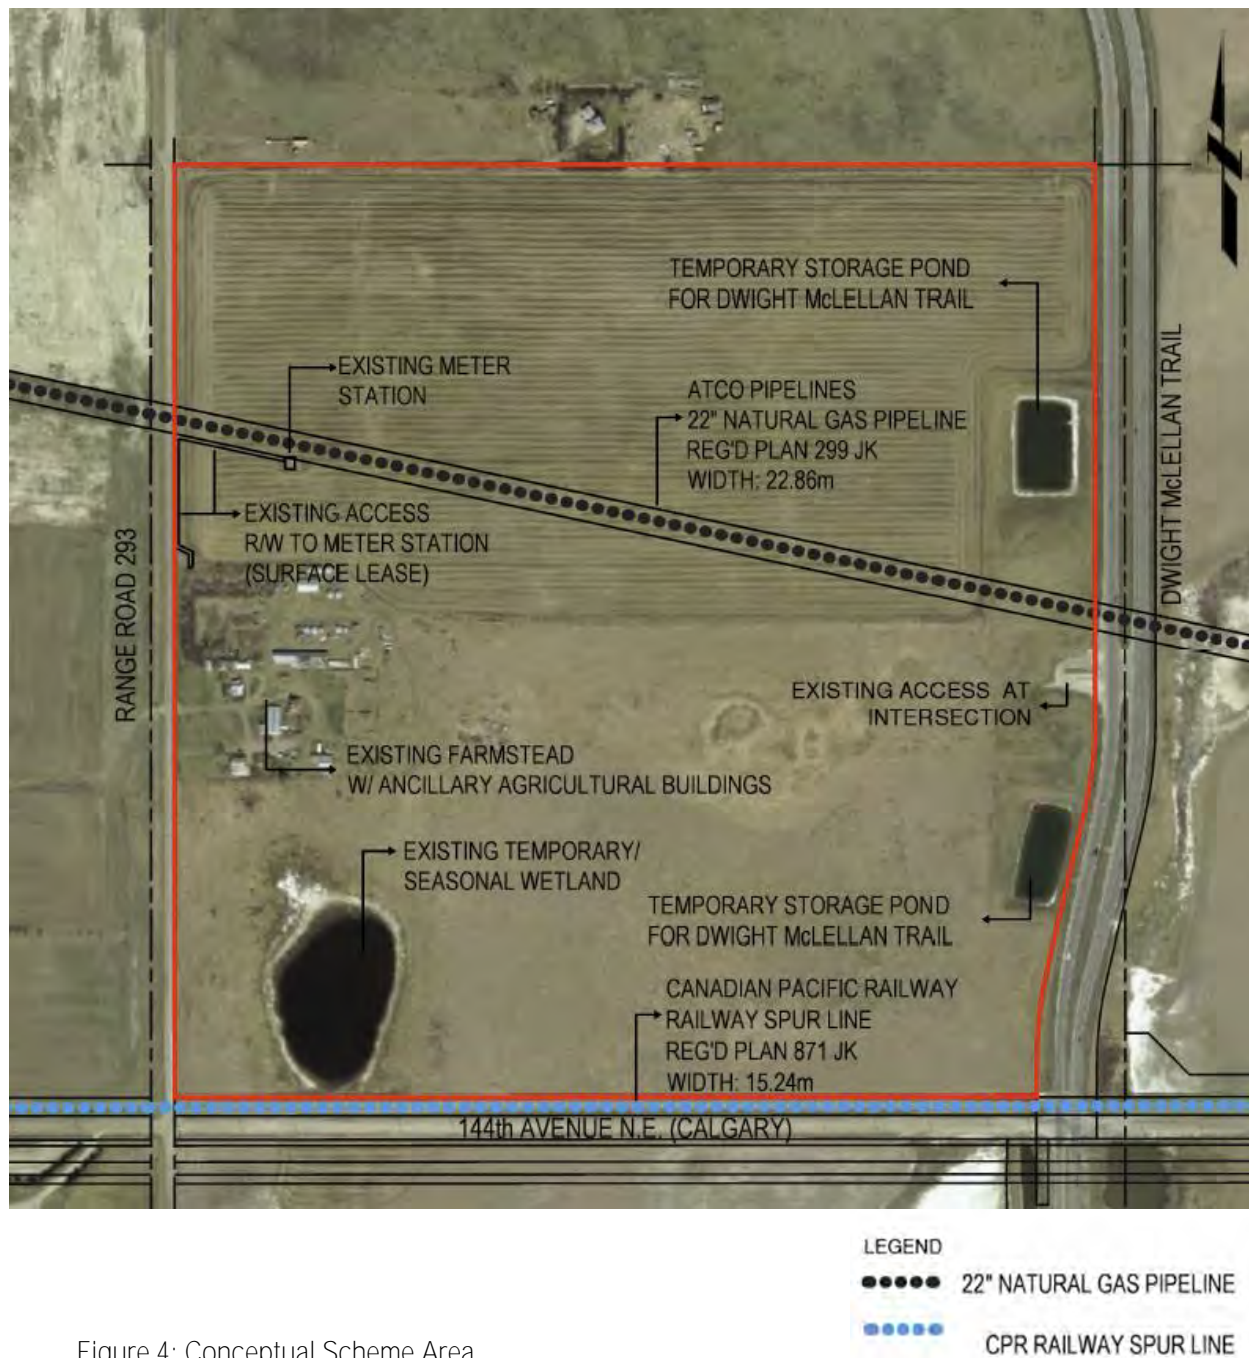 TEMPORARY STORAGE POND
FOR DWIGHT McLELLAN TRAIL
EXISTING METER
STATION
ATCO PIPELINES
22" NATURAL GAS PIPELINE
REG'D PLAN 299 JK
WIDTH: 22.86m
EXISTING ACCESS
R/W TO METER STATION
(SURFACE LEASE)
RANGE ROAD 293
DWIGHT McLELLAN TRAIL
EXISTING ACCESS AT
INTERSECTION
EXISTING FARMSTEAD
W/ ANCILLARY AGRICULTURAL BUILDINGS
EXISTING TEMPORARY/
SEASONAL WETLAND
TEMPORARY STORAGE POND
FOR DWIGHT McLELLAN TRAIL
CANADIAN PACIFIC RAILWAY
RAILWAY SPUR LINE
REG'D PLAN 871 JK
WIDTH: 15.24m
144th AVENUE N.E. (CALGARY)
LEGEND
22" NATURAL GAS PIPELINE
CPR RAILWAY SPUR LINE
Figure 4: Conceptual Scheme Area